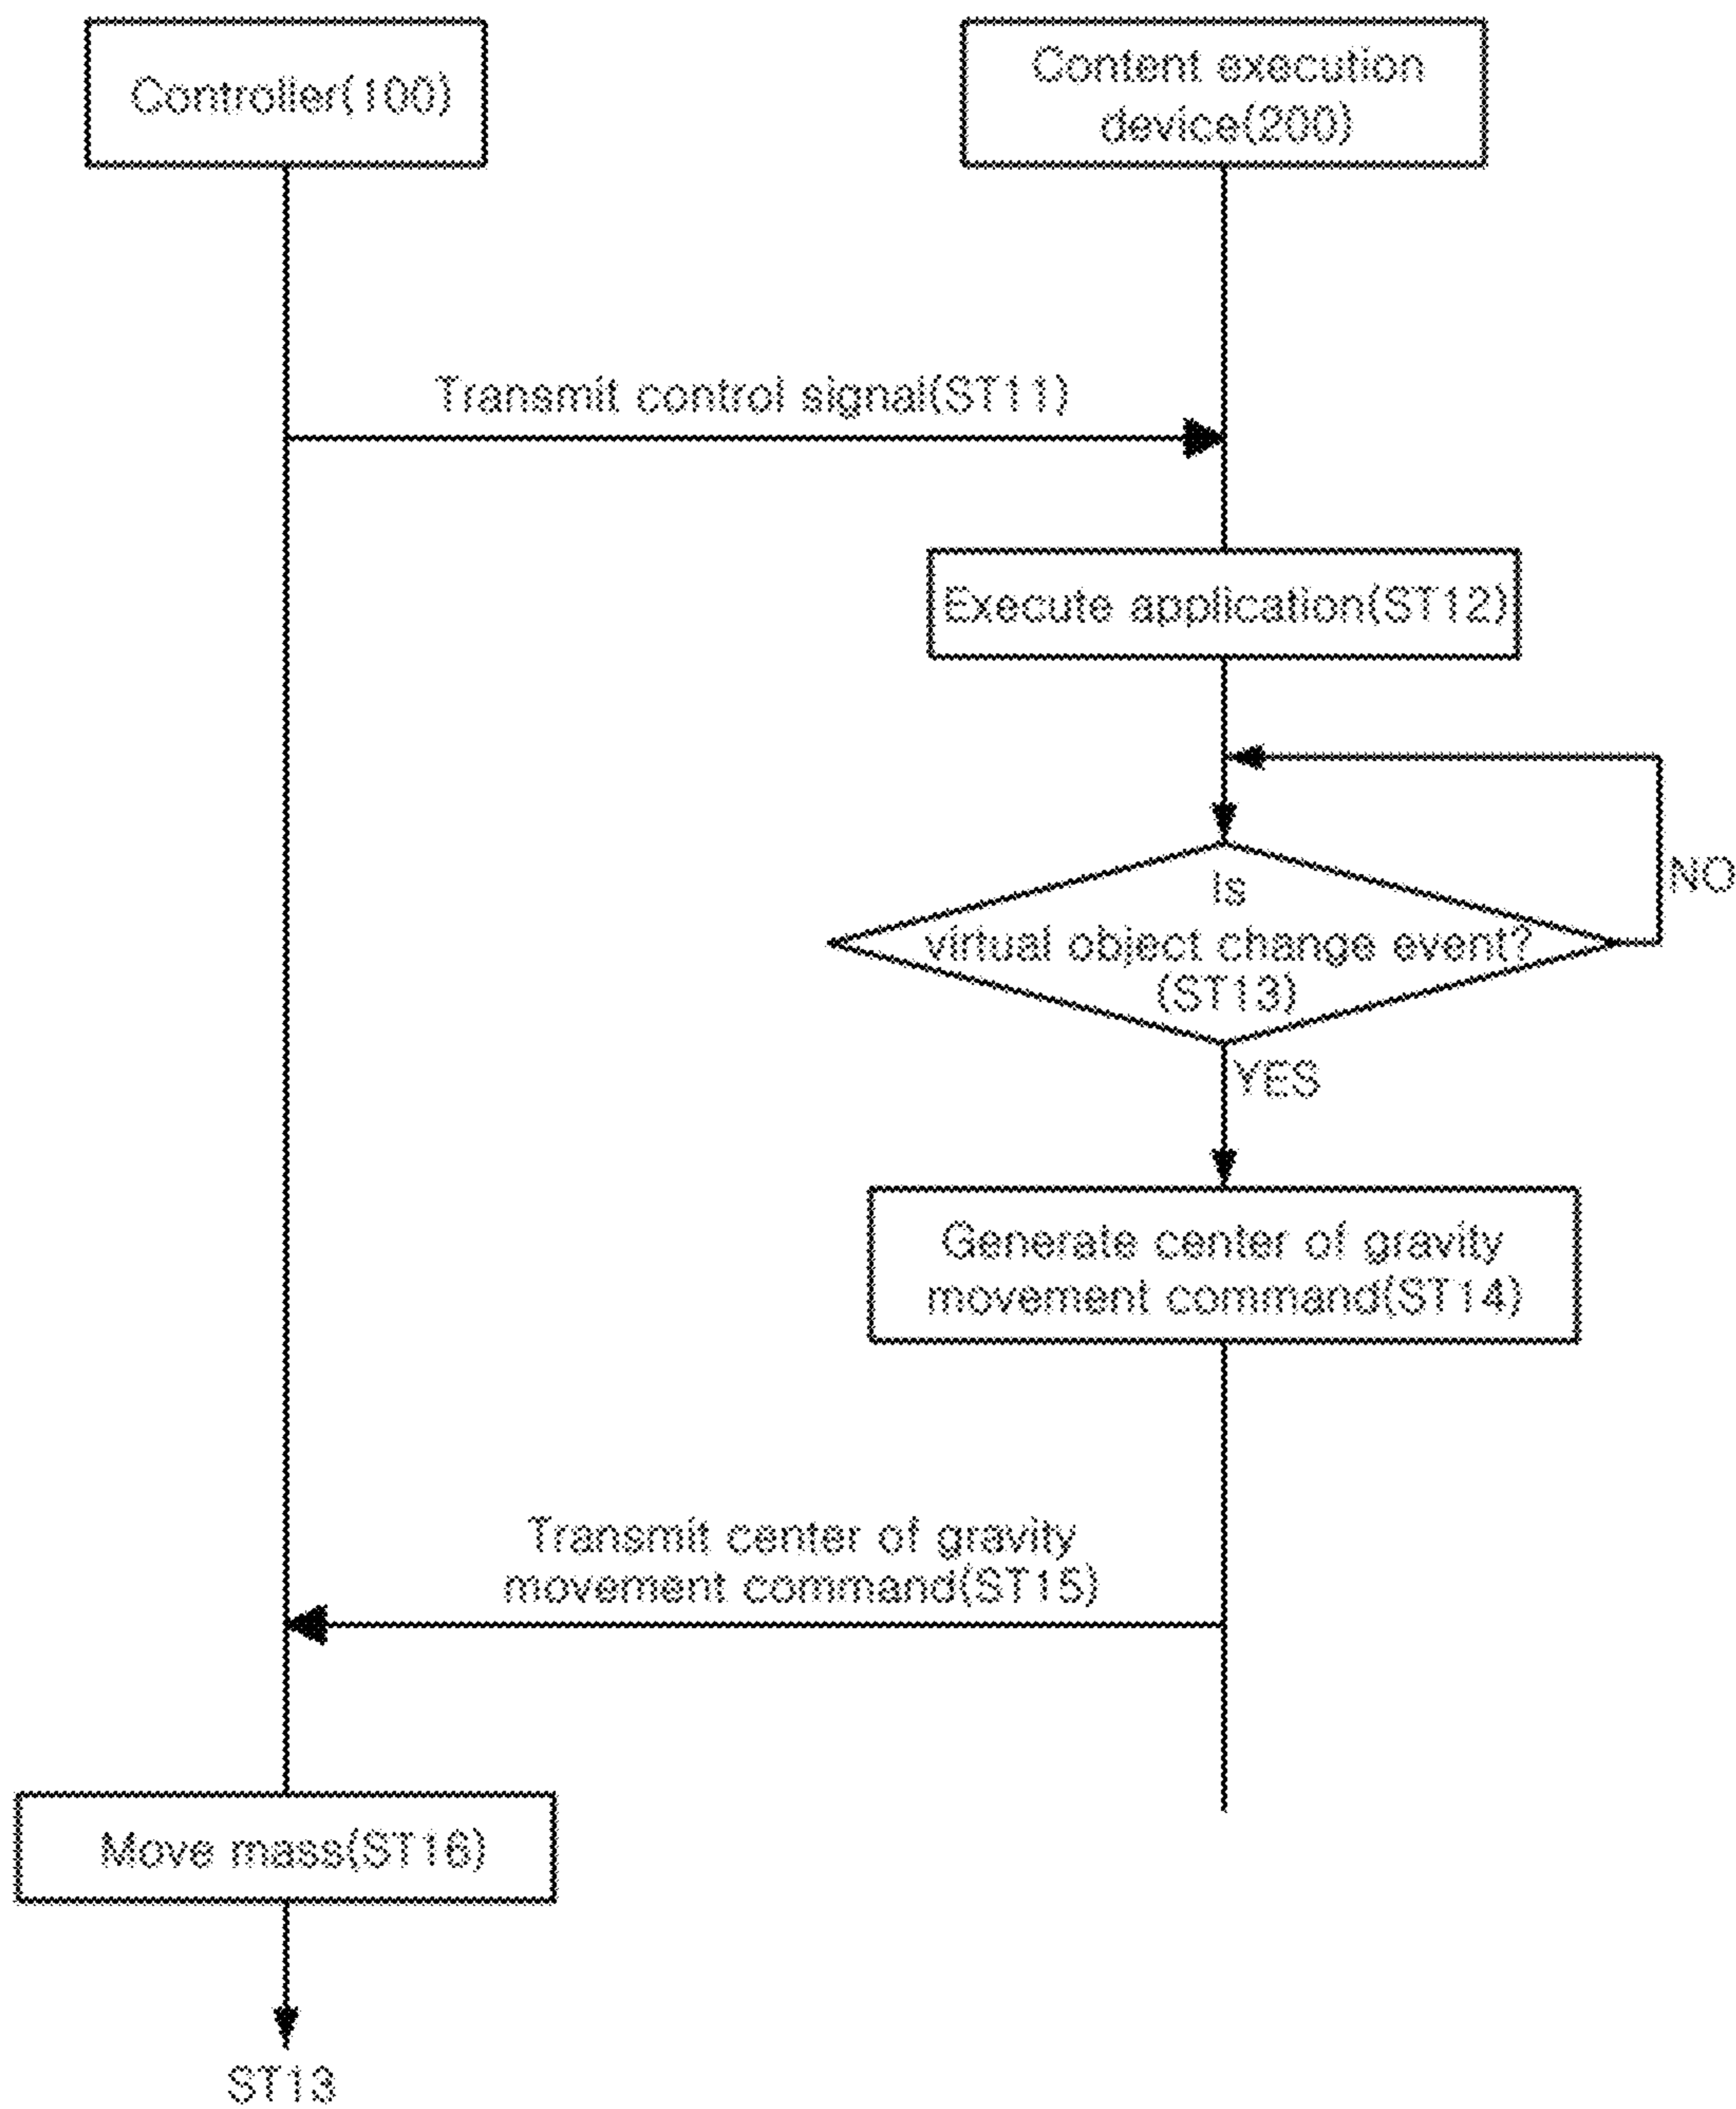 Controller(100)
Content execution
device(200)
Transmit control signal(ST11)
Execute application(ST12)
Is
virtual object change event?
(ST13)
NO
YES
Generate center of gravity
movement command(ST14)
Transmit center of gravity
movement command(ST15)
Move mass(ST16)
ST13